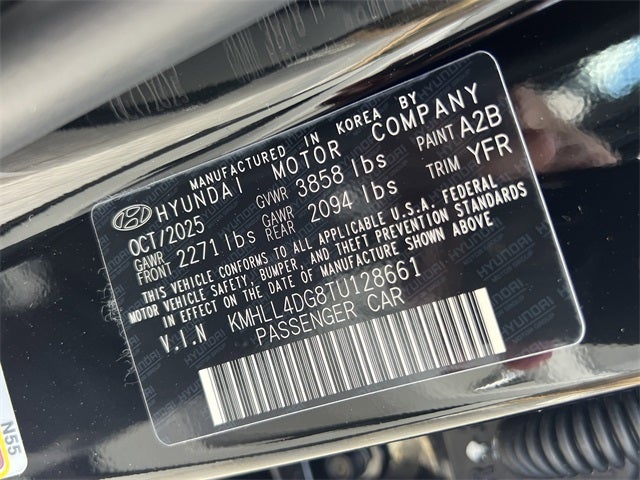 MANUFACTURED IN KOREA BY
HYUNDAI MOTOR COMPANY
OCT/2025 GVWR 3858 lbs PAINT A2B
GAWR FRONT 2271 lbs GAWR REAR 2094 lbs TRIM YFR
THIS VEHICLE CONFORMS TO ALL APPLICABLE U.S.A. FEDERAL
MOTOR VEHICLE SAFETY, BUMPER, AND THEFT PREVENTION STANDARDS
IN EFFECT ON THE DATE OF MANUFACTURE SHOWN ABOVE
V.I.N KMHLL4DG8TU128661
PASSENGER CAR
N55